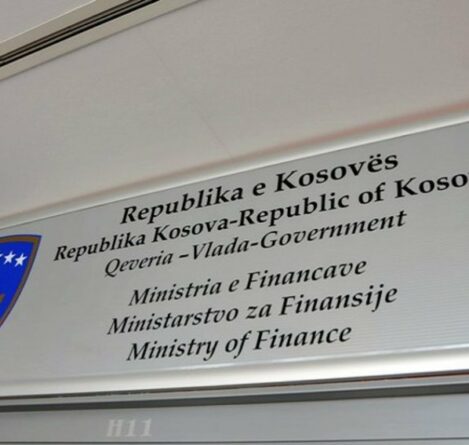 Republika e Kosovës
Republika Kosova-Republic of Koso
Qeveria –Vlada-Government
Ministria e Financave
Ministarstvo za Finansije
Ministry of Finance
H11